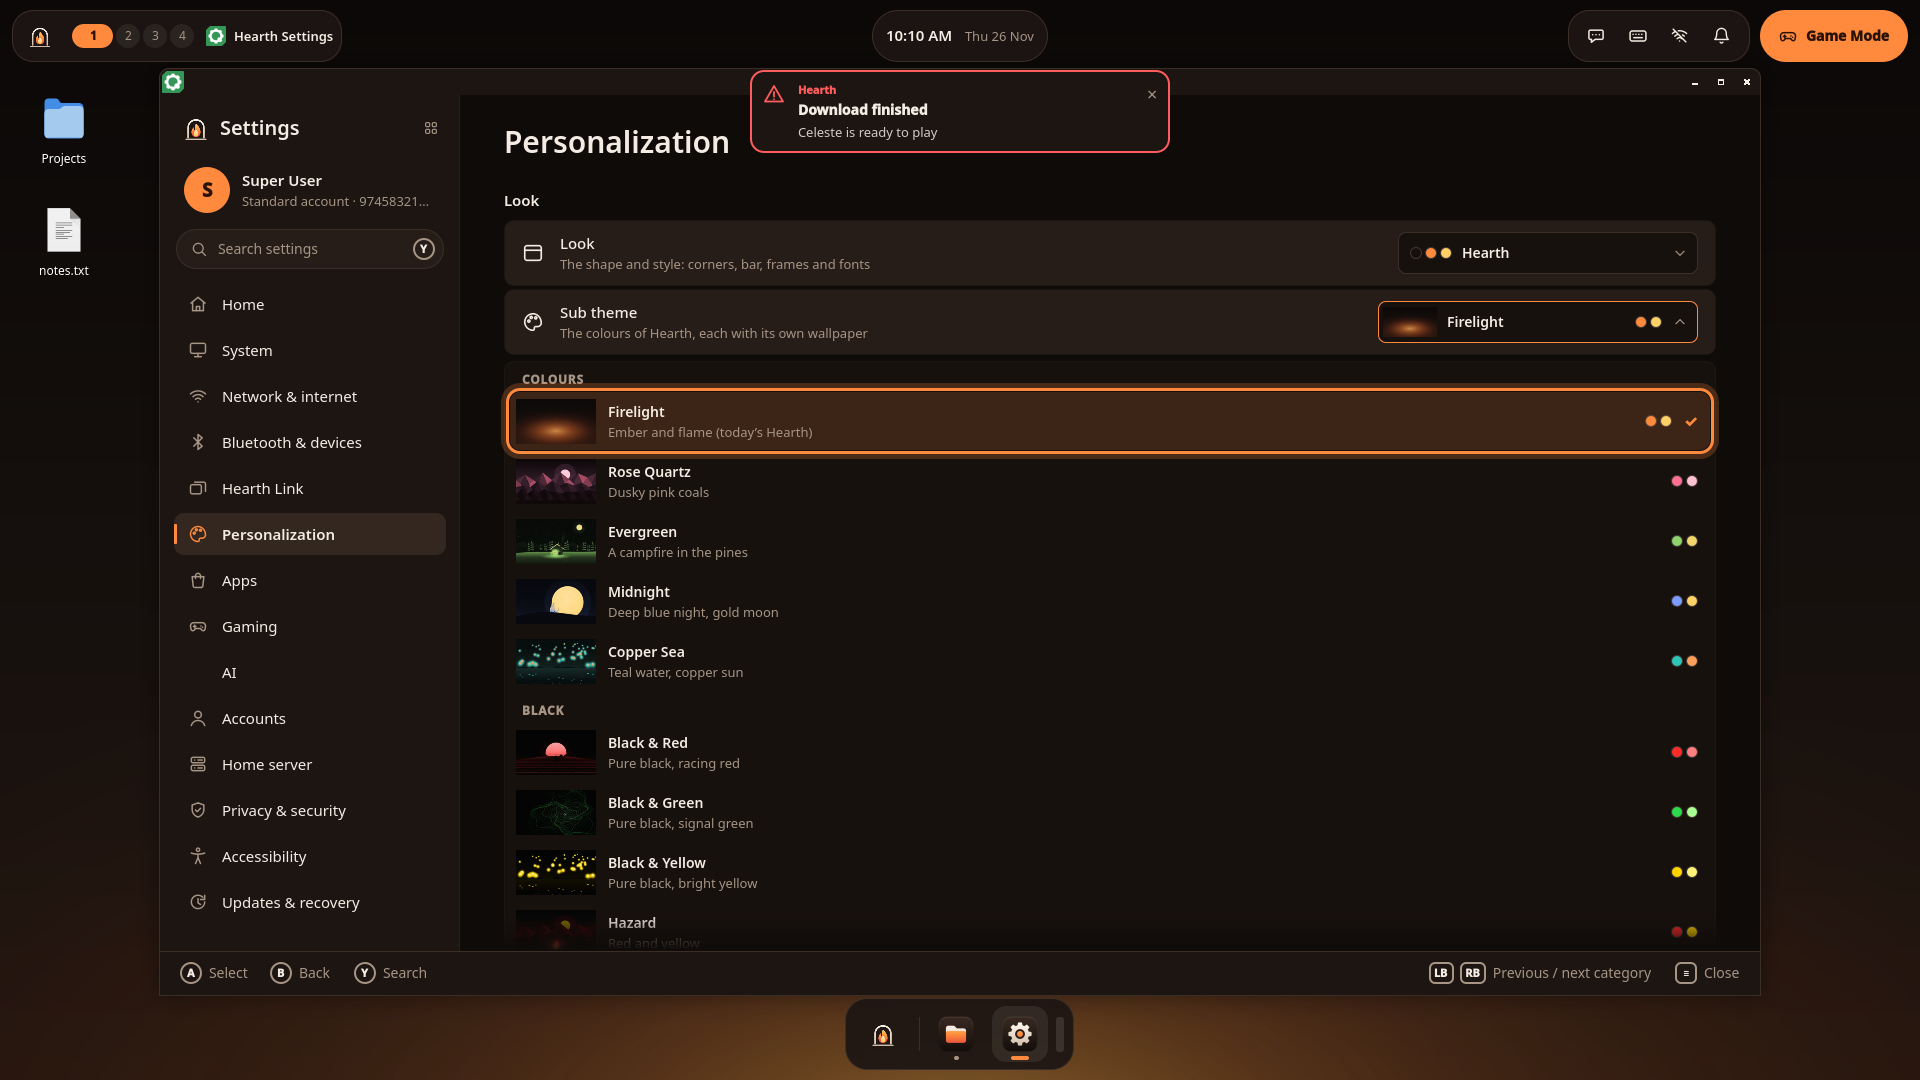 1 2 3 4 Hearth Settings
10:10 AM Thu 26 Nov
Game Mode
Projects
notes.txt
Hearth
Download finished
Celeste is ready to play
Settings
S
Super User
Standard account · 97458321...
Search settings Y
Home
System
Network & internet
Bluetooth & devices
Hearth Link
Personalization
Apps
Gaming
AI
Accounts
Home server
Privacy & security
Accessibility
Updates & recovery
Personalization
Look
Look
The shape and style: corners, bar, frames and fonts
Hearth
Sub theme
The colours of Hearth, each with its own wallpaper
Firelight
COLOURS
Firelight
Ember and flame (today's Hearth)
Rose Quartz
Dusky pink coals
Evergreen
A campfire in the pines
Midnight
Deep blue night, gold moon
Copper Sea
Teal water, copper sun
BLACK
Black & Red
Pure black, racing red
Black & Green
Pure black, signal green
Black & Yellow
Pure black, bright yellow
Hazard
Red and yellow
A Select B Back Y Search
LB RB Previous / next category Close